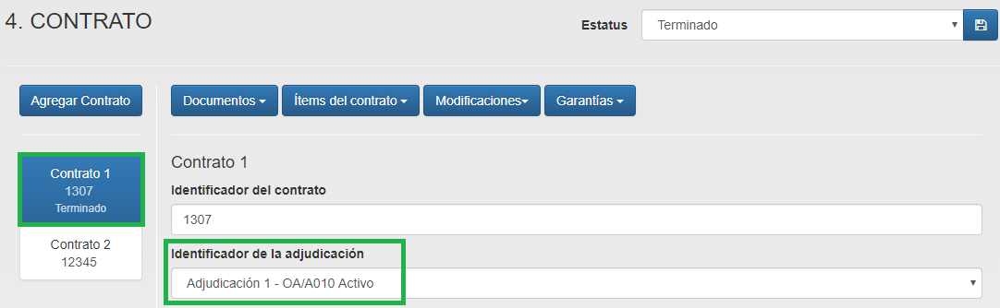 4. CONTRATO
Estatus Terminado
Agregar Contrato Documentos Ítems del contrato Modificaciones Garantías
Contrato 1
1307
Terminado
Contrato 2
12345
Contrato 1
Identificador del contrato
1307
Identificador de la adjudicación
Adjudicación 1 - OA/A010 Activo